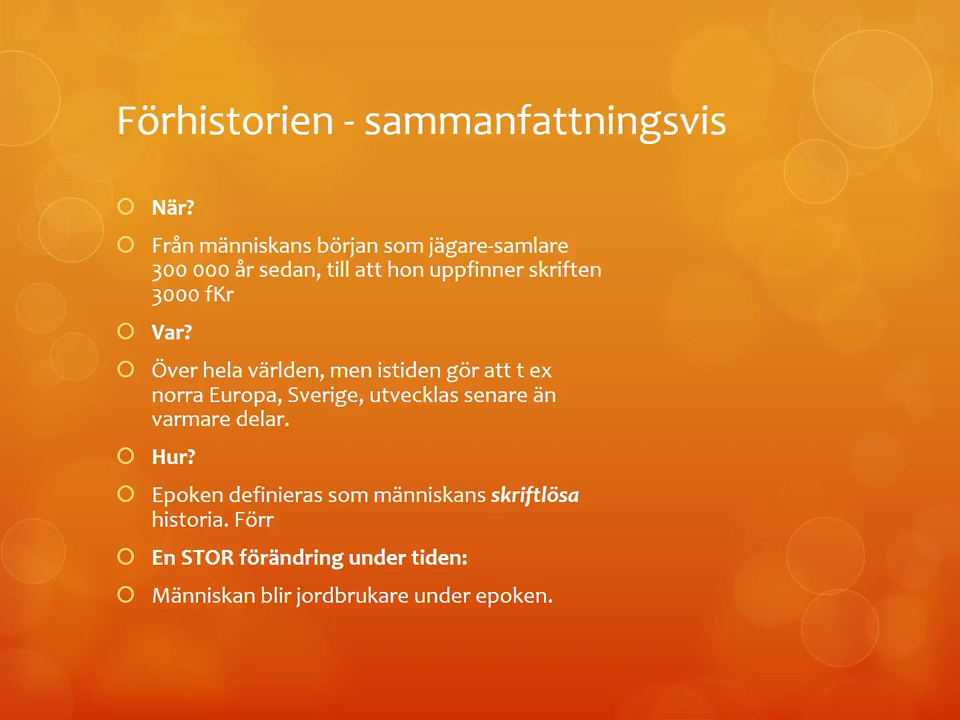 Förhistorien - sammanfattningsvis
När?
Från människans början som jägare-samlare
300 000 år sedan, till att hon uppfinner skriften
3000 fKr
Var?
Över hela världen, men istiden gör att t ex
norra Europa, Sverige, utvecklas senare än
varmare delar.
Hur?
Epoken definieras som människans skriftlösa
historia. Förr
En STOR förändring under tiden:
Människan blir jordbrukare under epoken.